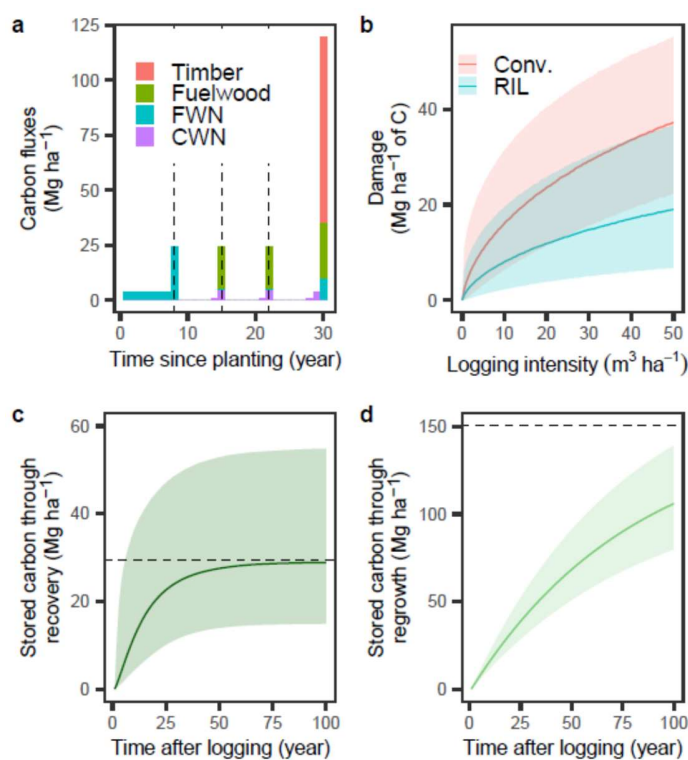 a
Carbon fluxes
(Mg ha−1)
125
100
75
50
25
0
Timber
Fuelwood
FWN
CWN
0
10
20
30
Time since planting (year)
b
Damage
(Mg ha−1 of C)
40
20
0
Conv.
RIL
0
10
20
30
40
50
Logging intensity (m3 ha−1)
c
Stored carbon through
recovery (Mg ha−1)
60
40
20
0
0
25
50
75
100
Time after logging (year)
d
Stored carbon through
regrowth (Mg ha−1)
150
100
50
0
0
25
50
75
100
Time after logging (year)